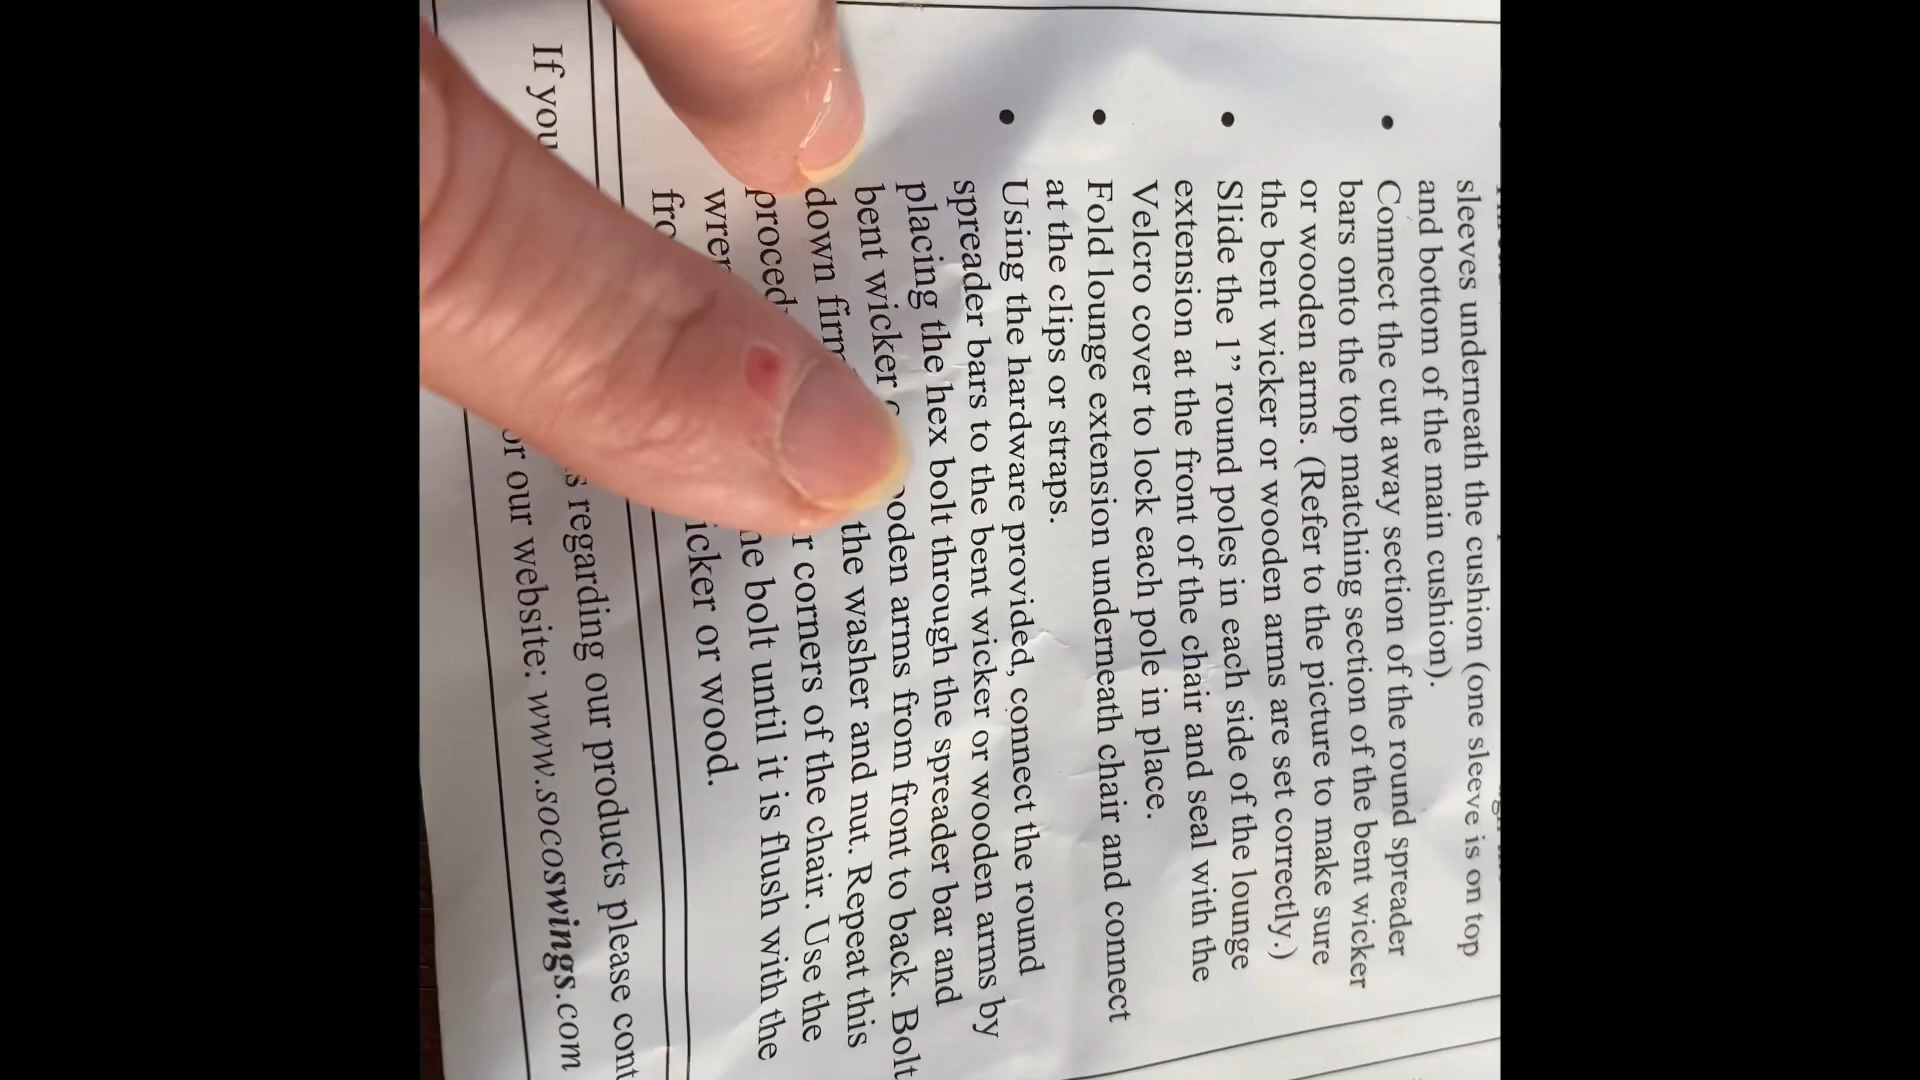 sleeves underneath the cushion (one sleeve is on top
and bottom of the main cushion).
• Connect the cut away section of the round spreader
bars onto the top matching section of the bent wicker
or wooden arms. (Refer to the picture to make sure
the bent wicker or wooden arms are set correctly.)
• Slide the 1” round poles in each side of the lounge
extension at the front of the chair and seal with the
Velcro cover to lock each pole in place.
• Fold lounge extension underneath chair and connect
at the clips or straps.
• Using the hardware provided, connect the round
spreader bars to the bent wicker or wooden arms by
placing the hex bolt through the spreader bar and
bent wicker ooden arms from front to back. Bolt
down firm the washer and nut. Repeat this
proced r corners of the chair. Use the
wren he bolt until it is flush with the
fro icker or wood.
If you s regarding our products please cont
or our website: www.socoswings.com